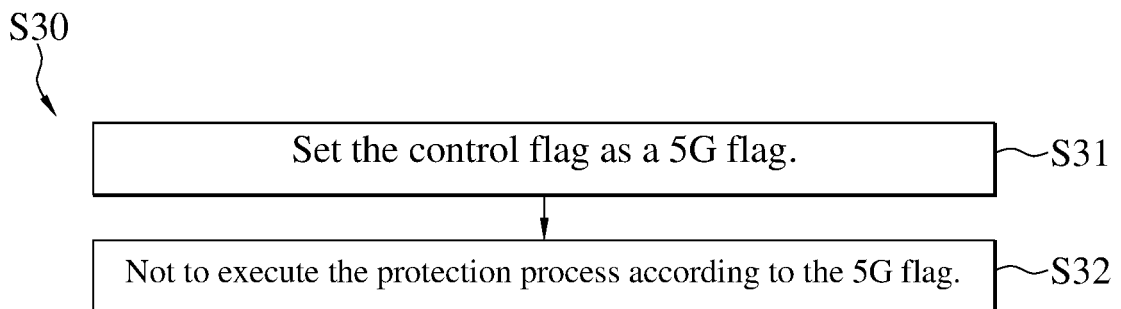 S30
Set the control flag as a 5G flag.
S31
Not to execute the protection process according to the 5G flag.
S32